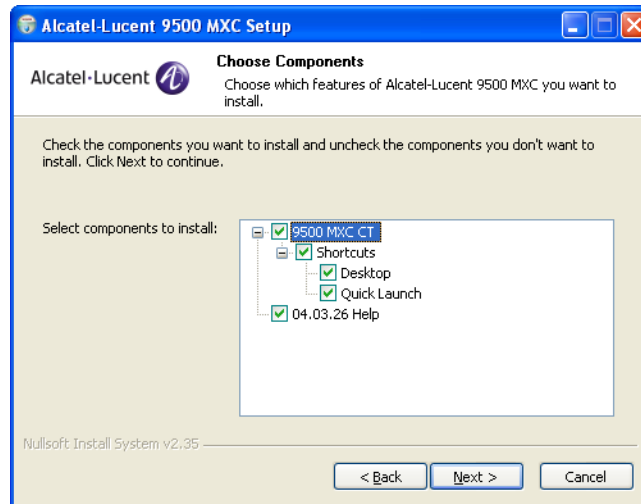 Alcatel-Lucent 9500 MXC Setup
Alcatel·Lucent
Choose Components
Choose which features of Alcatel-Lucent 9500 MXC you want to
install.
Check the components you want to install and uncheck the components you don't want to
install. Click Next to continue.
Select components to install:
9500 MXC CT
Shortcuts
Desktop
Quick Launch
04.03.26 Help
Nullsoft Install System v2.35
< Back
Next >
Cancel